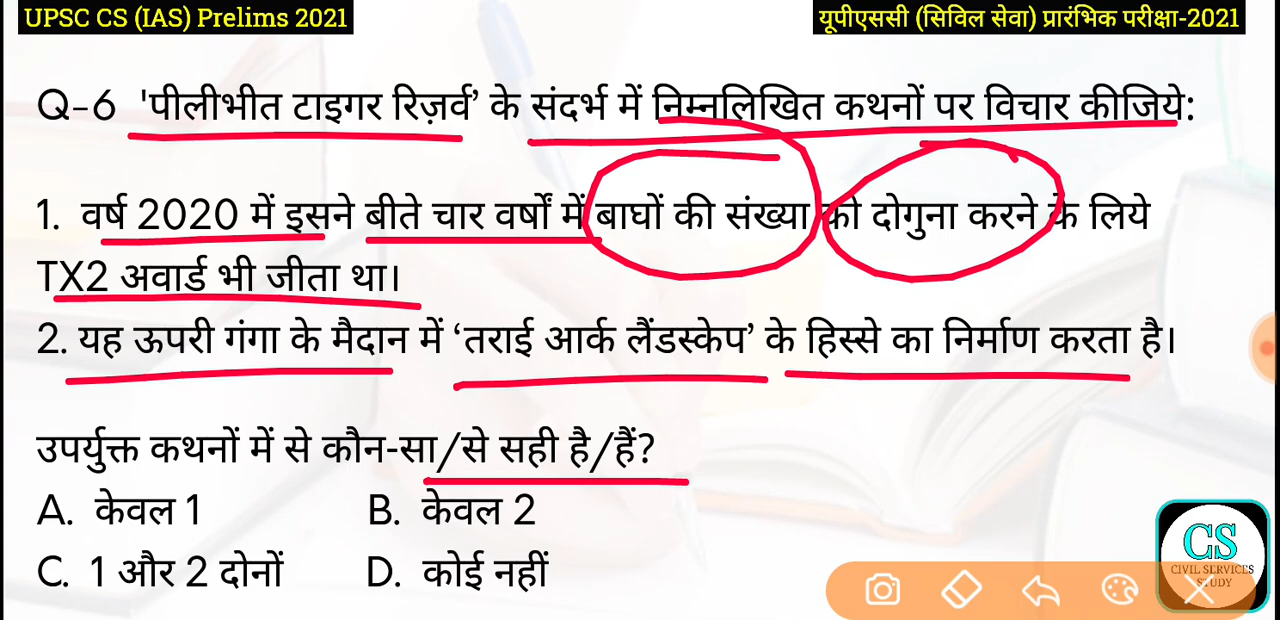 UPSC CS (IAS) Prelims 2021
यूपीएससी (सिविल सेवा) प्रारंभिक परीक्षा-2021
Q-6 'पीलीभीत टाइगर रिज़र्व’ के संदर्भ में निम्नलिखित कथनों पर विचार कीजिये:
1. वर्ष 2020 में इसने बीते चार वर्षों में बाघों की संख्या को दोगुना करने के लिये
TX2 अवार्ड भी जीता था।
2. यह ऊपरी गंगा के मैदान में ‘तराई आर्क लैंडस्केप’ के हिस्से का निर्माण करता है।
उपर्युक्त कथनों में से कौन-सा/से सही है/हैं?
A. केवल 1 B. केवल 2
C. 1 और 2 दोनों D. कोई नहीं
CS
CIVIL SERVICES
STUDY